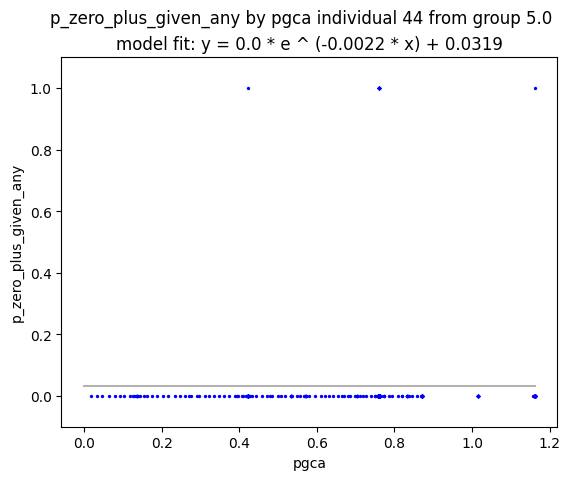 p_zero_plus_given_any by pgca individual 44 from group 5.0
model fit: y = 0.0 * e ^ (-0.0022 * x) + 0.0319
1.0
0.8
0.6
0.4
0.2
0.0
p_zero_plus_given_any
0.0 0.2 0.4 0.6 0.8 1.0 1.2
pgca